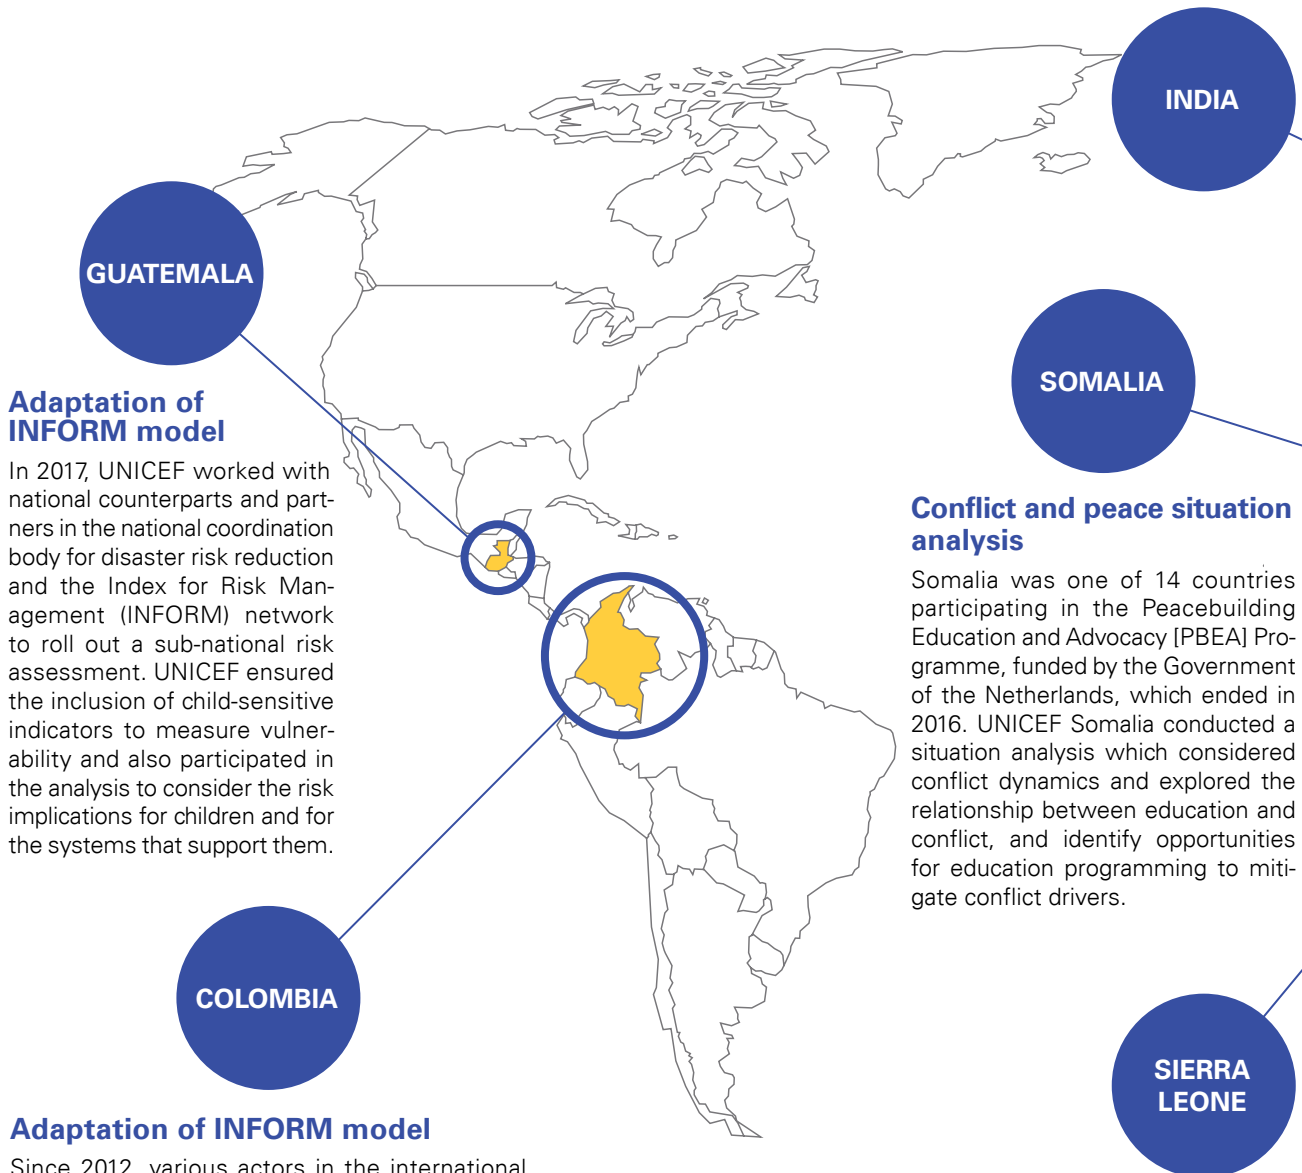 INDIA
GUATEMALA
Adaptation of
INFORM model
In 2017, UNICEF worked with
national counterparts and part-
ners in the national coordination
body for disaster risk reduction
and the Index for Risk Man-
agement (INFORM) network
to roll out a sub-national risk
assessment. UNICEF ensured
the inclusion of child-sensitive
indicators to measure vulner-
ability and also participated in
the analysis to consider the risk
implications for children and for
the systems that support them.
SOMALIA
Conflict and peace situation
analysis
Somalia was one of 14 countries
participating in the Peacebuilding
Education and Advocacy [PBEA] Pro-
gramme, funded by the Government
of the Netherlands, which ended in
2016. UNICEF Somalia conducted a
situation analysis which considered
conflict dynamics and explored the
relationship between education and
conflict, and identify opportunities
for education programming to miti-
gate conflict drivers.
COLOMBIA
Adaptation of INFORM model
Since 2012, various actors in the international
SIERRA
LEONE